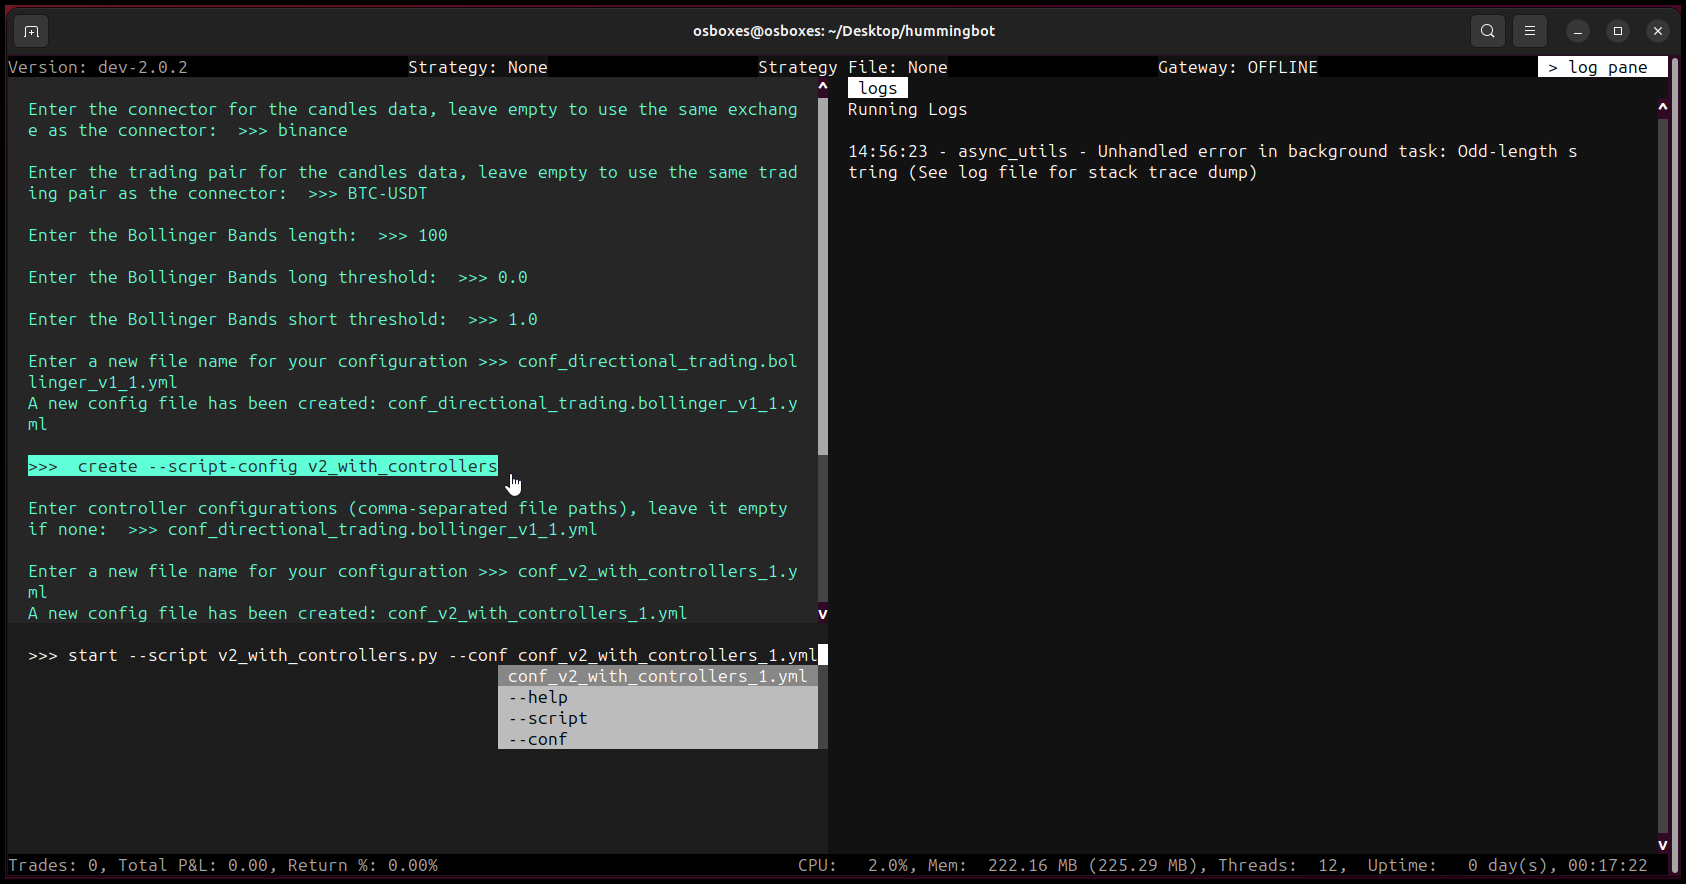 osboxes@osboxes: ~/Desktop/hummingbot
Version: dev-2.0.2 Strategy: None Strategy File: None Gateway: OFFLINE > log pane
Enter the connector for the candles data, leave empty to use the same exchang
e as the connector:  >>> binance
Enter the trading pair for the candles data, leave empty to use the same trad
ing pair as the connector:  >>> BTC-USDT
Enter the Bollinger Bands length:  >>> 100
Enter the Bollinger Bands long threshold:  >>> 0.0
Enter the Bollinger Bands short threshold:  >>> 1.0
Enter a new file name for your configuration >>> conf_directional_trading.bol
linger_v1_1.yml
A new config file has been created: conf_directional_trading.bollinger_v1_1.y
ml
>>>  create --script-config v2_with_controllers
Enter controller configurations (comma-separated file paths), leave it empty
if none:  >>> conf_directional_trading.bollinger_v1_1.yml
Enter a new file name for your configuration >>> conf_v2_with_controllers_1.y
ml
A new config file has been created: conf_v2_with_controllers_1.yml
>>> start --script v2_with_controllers.py --conf conf_v2_with_controllers_1.yml
conf_v2_with_controllers_1.yml
--help
--script
--conf
logs
Running Logs
14:56:23 - async_utils - Unhandled error in background task: Odd-length s
tring (See log file for stack trace dump)
Trades: 0, Total P&L: 0.00, Return %: 0.00% CPU:   2.0%, Mem:  222.16 MB (225.29 MB), Threads:  12,  Uptime:   0 day(s), 00:17:22